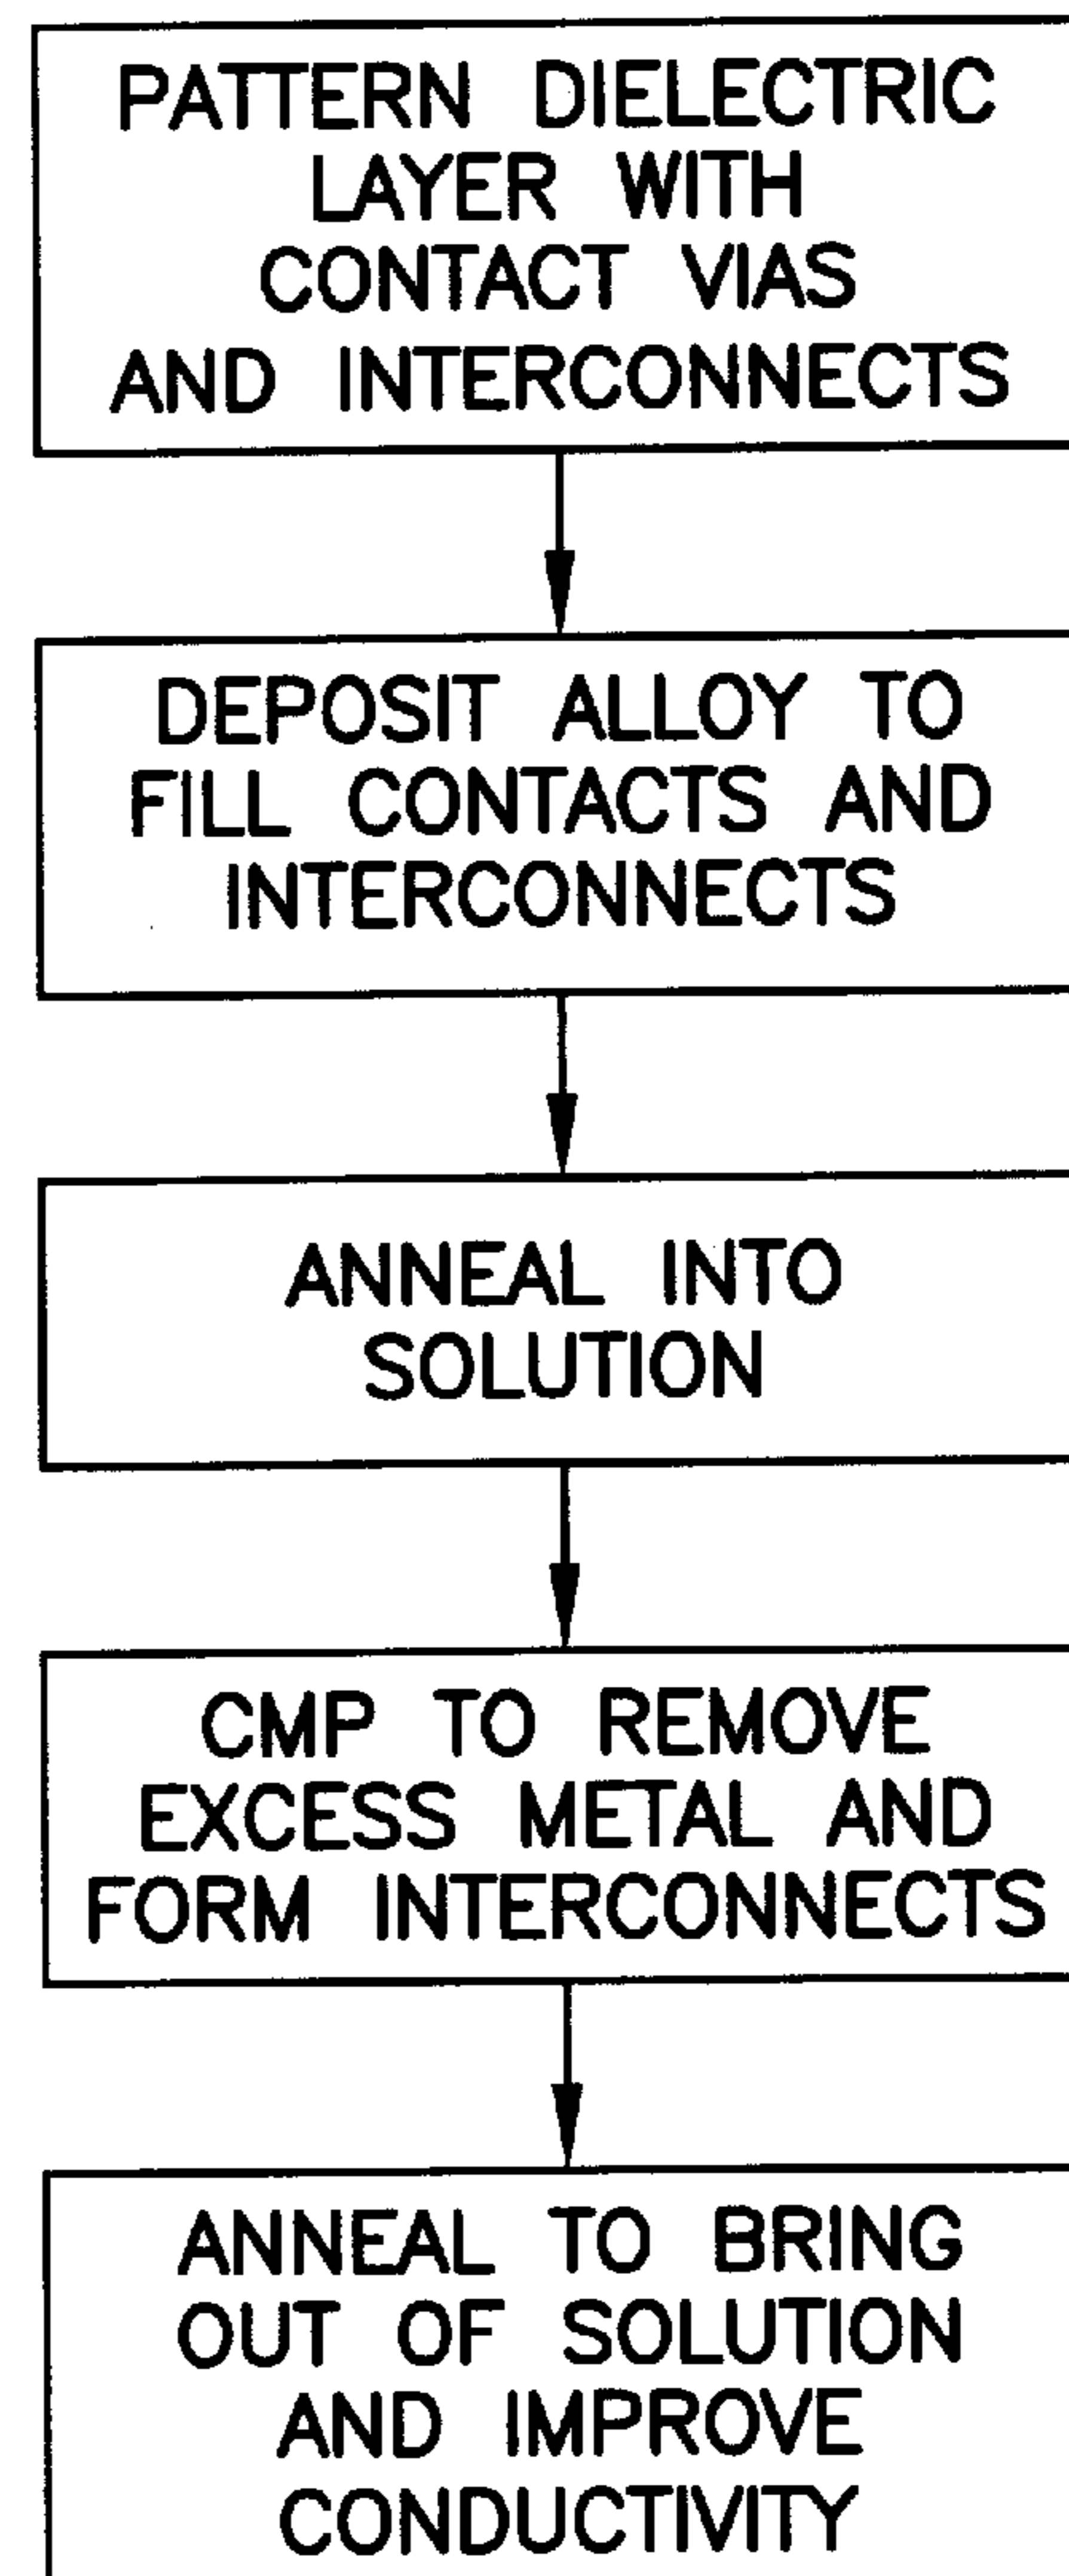 PATTERN DIELECTRIC
LAYER WITH
CONTACT VIAS
AND INTERCONNECTS
DEPOSIT ALLOY TO
FILL CONTACTS AND
INTERCONNECTS
ANNEAL INTO
SOLUTION
CMP TO REMOVE
EXCESS METAL AND
FORM INTERCONNECTS
ANNEAL TO BRING
OUT OF SOLUTION
AND IMPROVE
CONDUCTIVITY